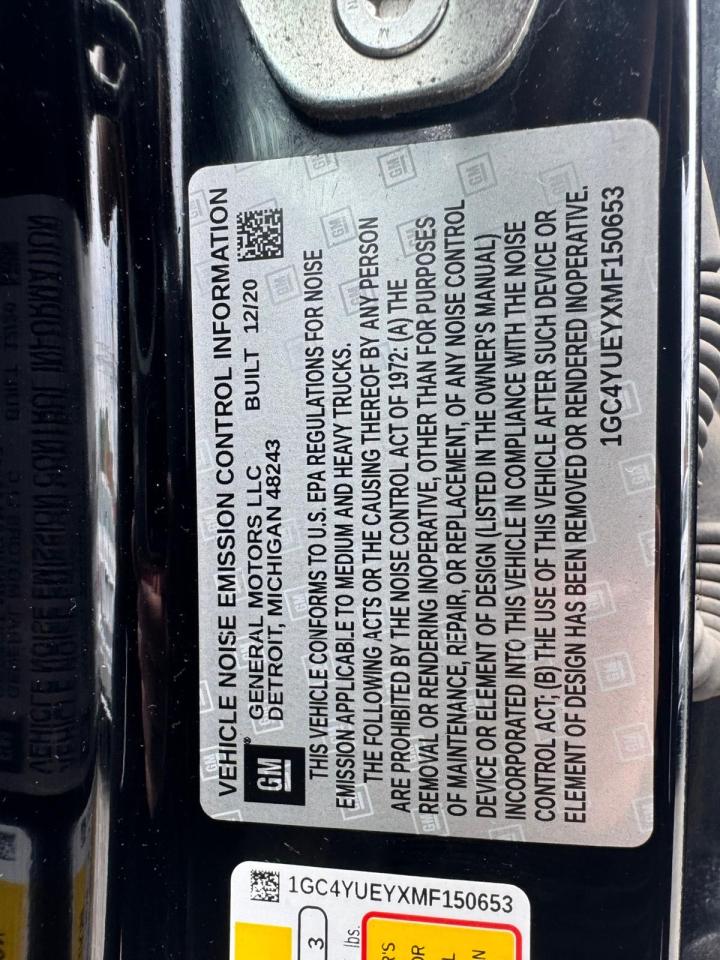 VEHICLE NOISE EMISSION CONTROL INFORMATION
GM
GENERAL MOTORS LLC
DETROIT, MICHIGAN 48243
BUILT 12/20
THIS VEHICLE CONFORMS TO U.S. EPA REGULATIONS FOR NOISE
EMISSION APPLICABLE TO MEDIUM AND HEAVY TRUCKS.
THE FOLLOWING ACTS OR THE CAUSING THEREOF BY ANY PERSON
ARE PROHIBITED BY THE NOISE CONTROL ACT OF 1972: (A) THE
REMOVAL OR RENDERING INOPERATIVE, OTHER THAN FOR PURPOSES
OF MAINTENANCE, REPAIR, OR REPLACEMENT, OF ANY NOISE CONTROL
DEVICE OR ELEMENT OF DESIGN (LISTED IN THE OWNER'S MANUAL)
INCORPORATED INTO THIS VEHICLE IN COMPLIANCE WITH THE NOISE
CONTROL ACT; (B) THE USE OF THIS VEHICLE AFTER SUCH DEVICE OR
ELEMENT OF DESIGN HAS BEEN REMOVED OR RENDERED INOPERATIVE.
1GC4YUEYXMF150653
1GC4YUEYXMF150653
3
lbs.